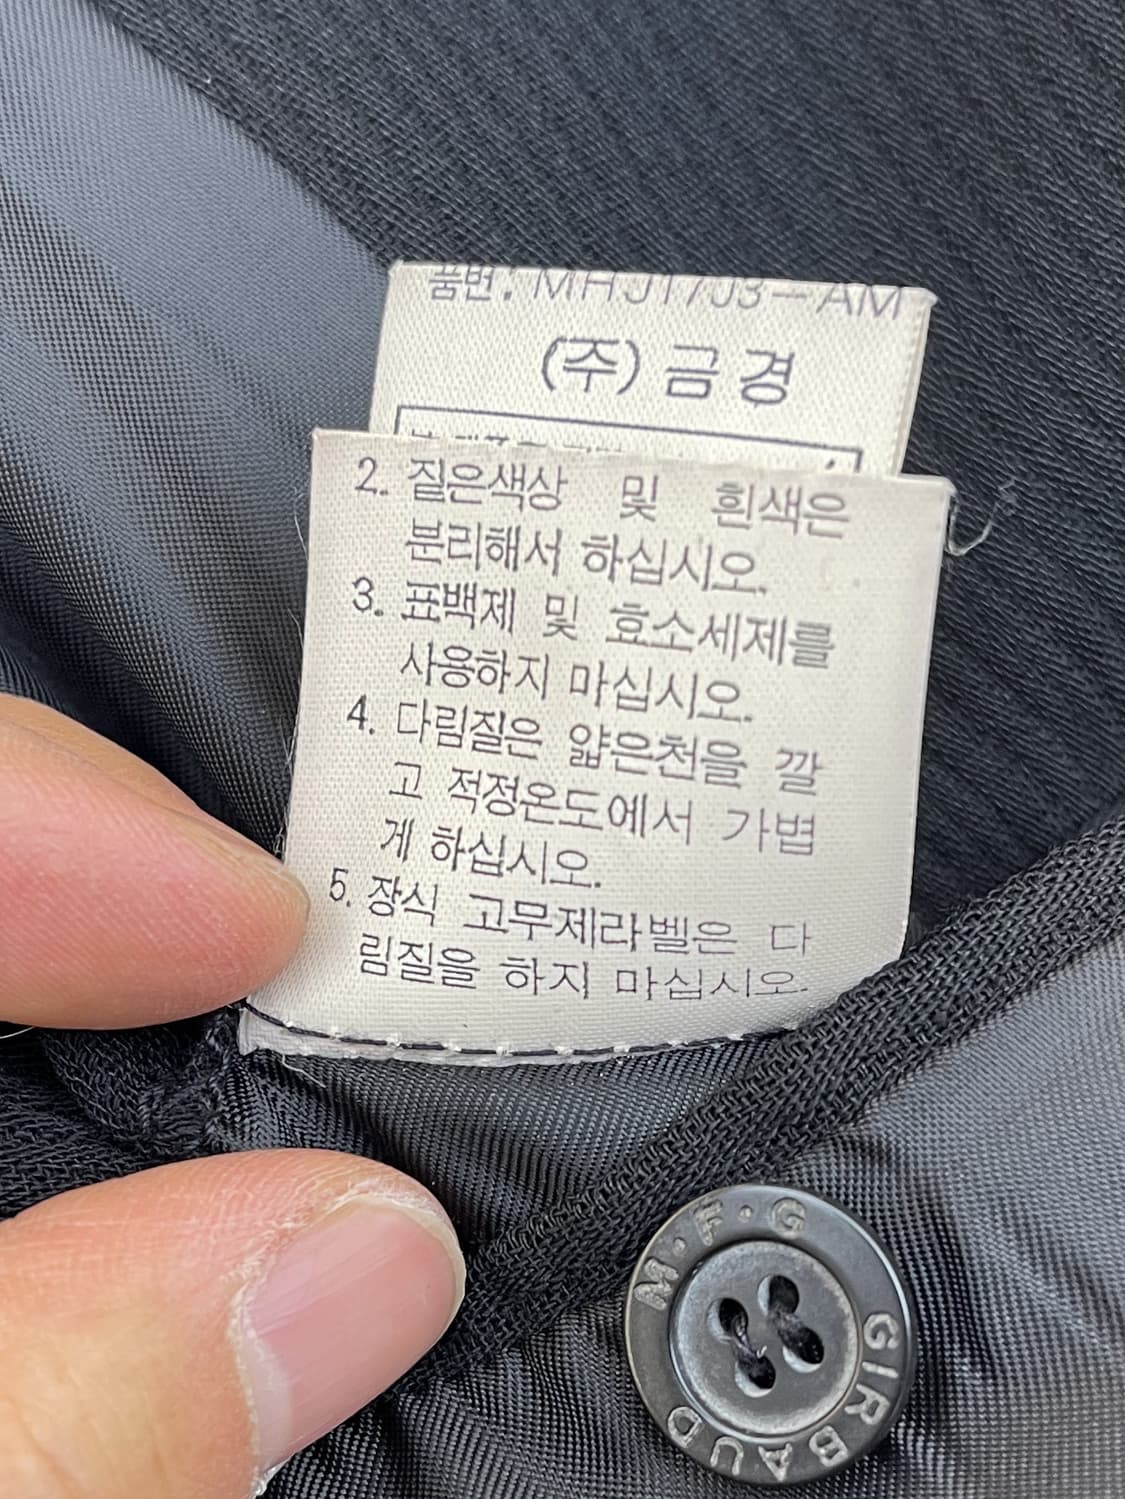 품번: MHJ1703-AM
(주) 금경
2. 짙은색상 및 흰색은
분리해서 하십시오.
3. 표백제 및 효소세제를
사용하지 마십시오.
4. 다림질은 얇은천을 깔
고 적정온도에서 가볍
게 하십시오.
5. 장식 고무제라벨은 다
림질을 하지 마십시오.
M·F·G GIRBAUD